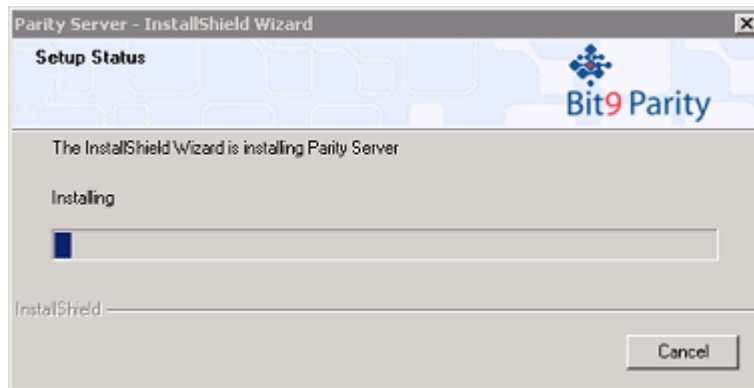 Parity Server - InstallShield Wizard
Setup Status
Bit9 Parity
The InstallShield Wizard is installing Parity Server
Installing
InstallShield
Cancel